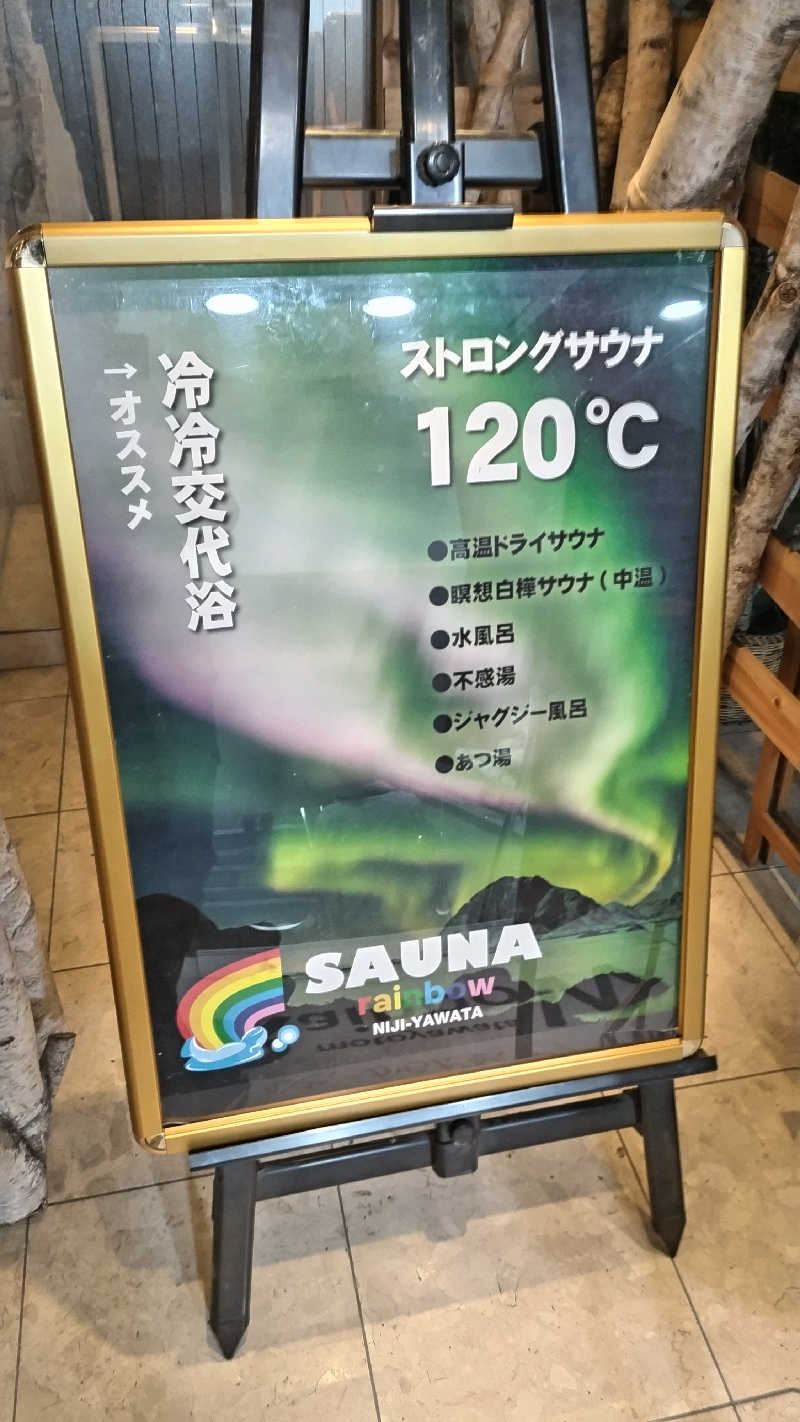 ストロングサウナ
120℃
冷冷交代浴
→オススメ
●高温ドライサウナ
●瞑想白樺サウナ(中温)
●水風呂
●不感湯
●ジャグジー風呂
●あつ湯
SAUNA
rainbow
NIJI-YAWATA